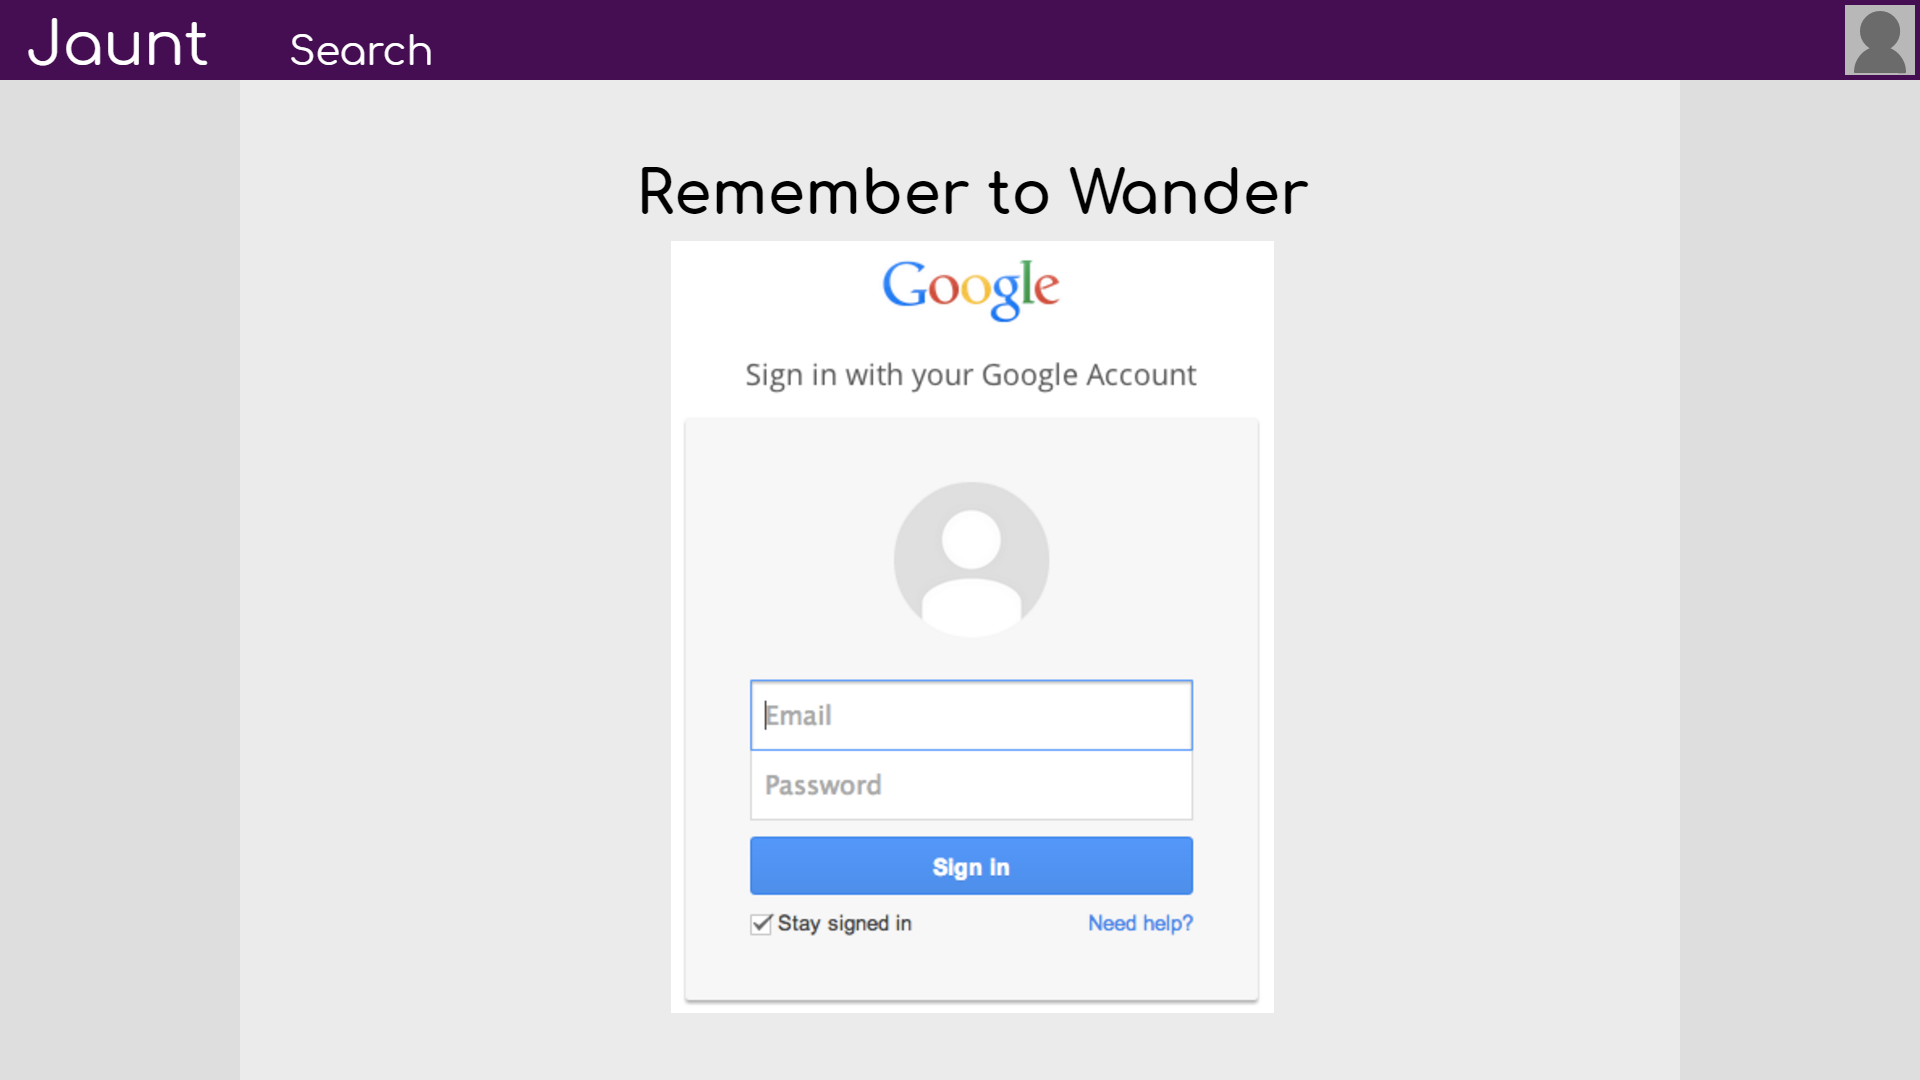 Jaunt
Search
Remember to Wander
Google
Sign in with your Google Account
Email
Password
Sign in
Stay signed in
Need help?